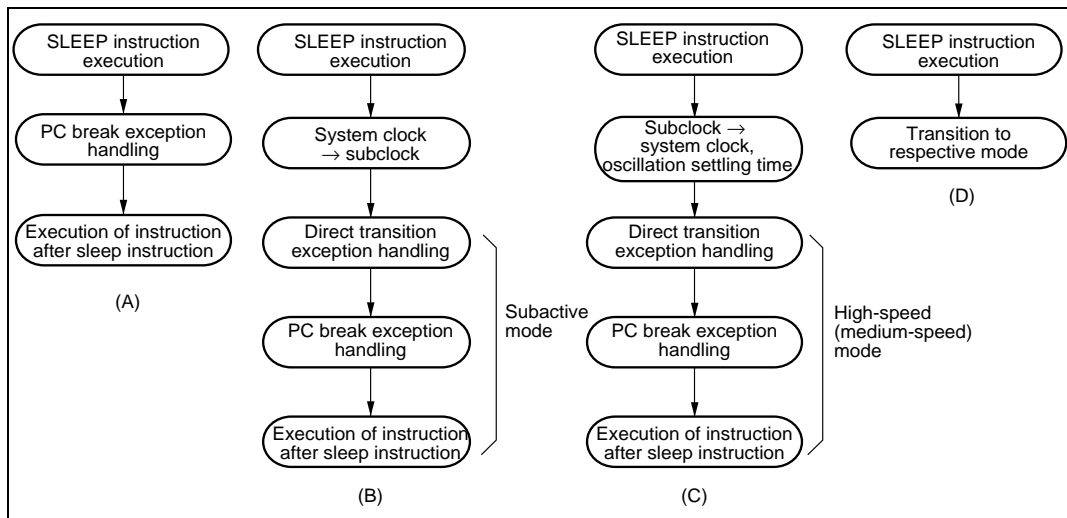 SLEEP instruction
execution
PC break exception
handling
Execution of instruction
after sleep instruction
(A)
SLEEP instruction
execution
System clock
→ subclock
Direct transition
exception handling
PC break exception
handling
Execution of instruction
after sleep instruction
Subactive
mode
(B)
SLEEP instruction
execution
Subclock →
system clock,
oscillation settling time
Direct transition
exception handling
PC break exception
handling
Execution of instruction
after sleep instruction
High-speed
(medium-speed)
mode
(C)
SLEEP instruction
execution
Transition to
respective mode
(D)